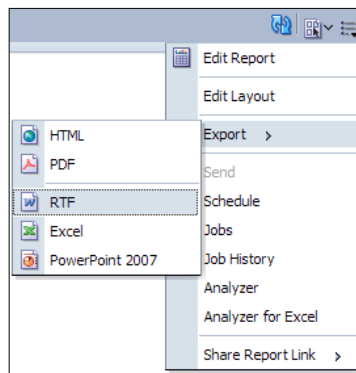 Edit Report
Edit Layout
Export >
HTML
PDF
RTF
Excel
PowerPoint 2007
Send
Schedule
Jobs
Job History
Analyzer
Analyzer for Excel
Share Report Link >